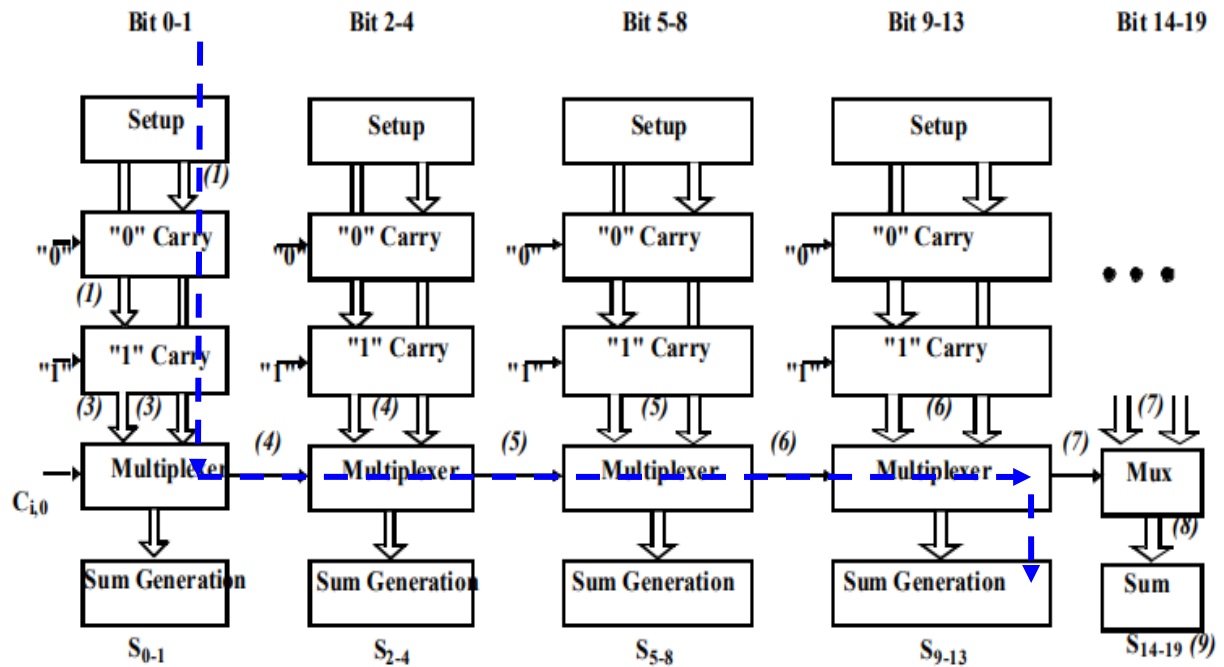 Bit 0-1 Bit 2-4 Bit 5-8 Bit 9-13 Bit 14-19
Setup Setup Setup Setup
(1)
"0" Carry "0" Carry "0" Carry "0" Carry
"0" "0" "0" "0"
(1)
"1" Carry "1" Carry "1" Carry "1" Carry
"1" "1" "1" "1"
(3) (3) (4) (5) (6) (7)
(4) (5) (6) (7)
Multiplexer Multiplexer Multiplexer Multiplexer Mux
Ci,0
(8)
Sum Generation Sum Generation Sum Generation Sum Generation Sum
S0-1 S2-4 S5-8 S9-13 S14-19 (9)